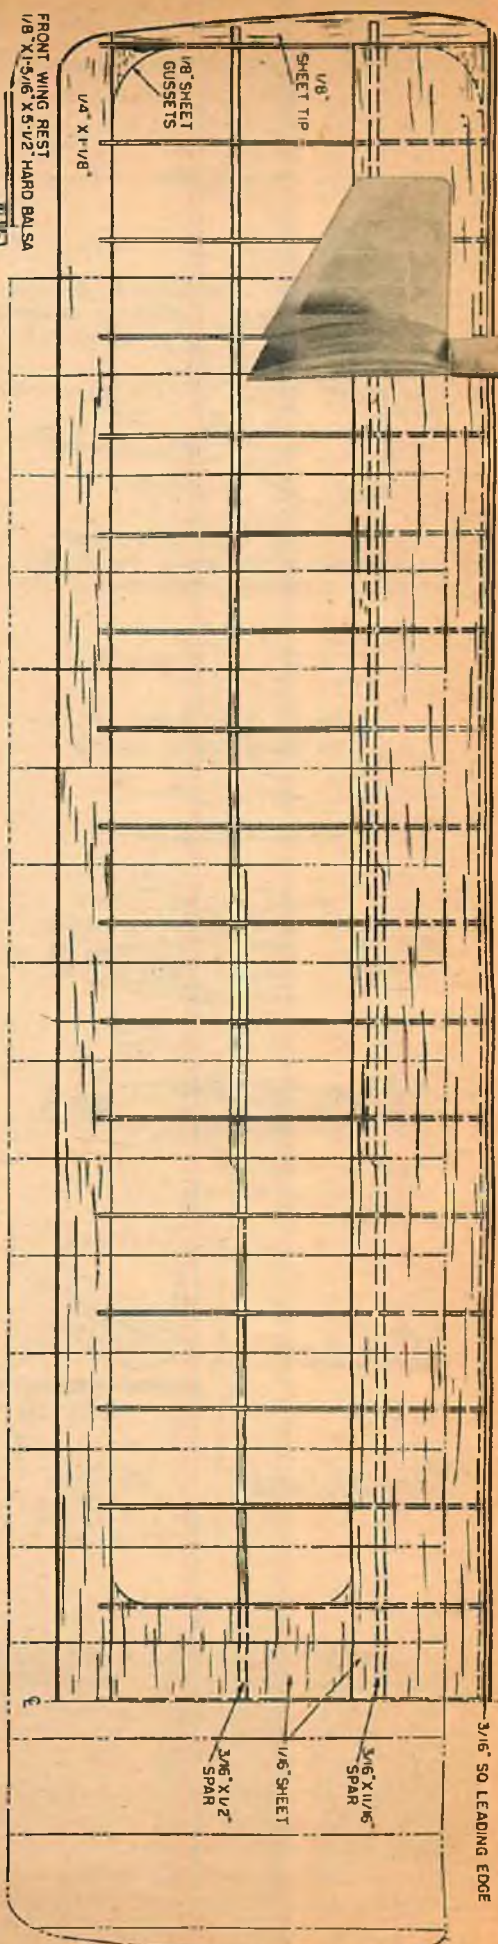 FRONT WING REST
1/8" X 1-5/16" X 5-1/2" HARD BALSA
1/4" X 1-1/8"
1/8" SHEET
GUSSETS
1/8"
SHEET TIP
3/16" SQ LEADING EDGE
3/16" X 11/16"
SPAR
1/16" SHEET
3/16" X 1/2"
SPAR
℄